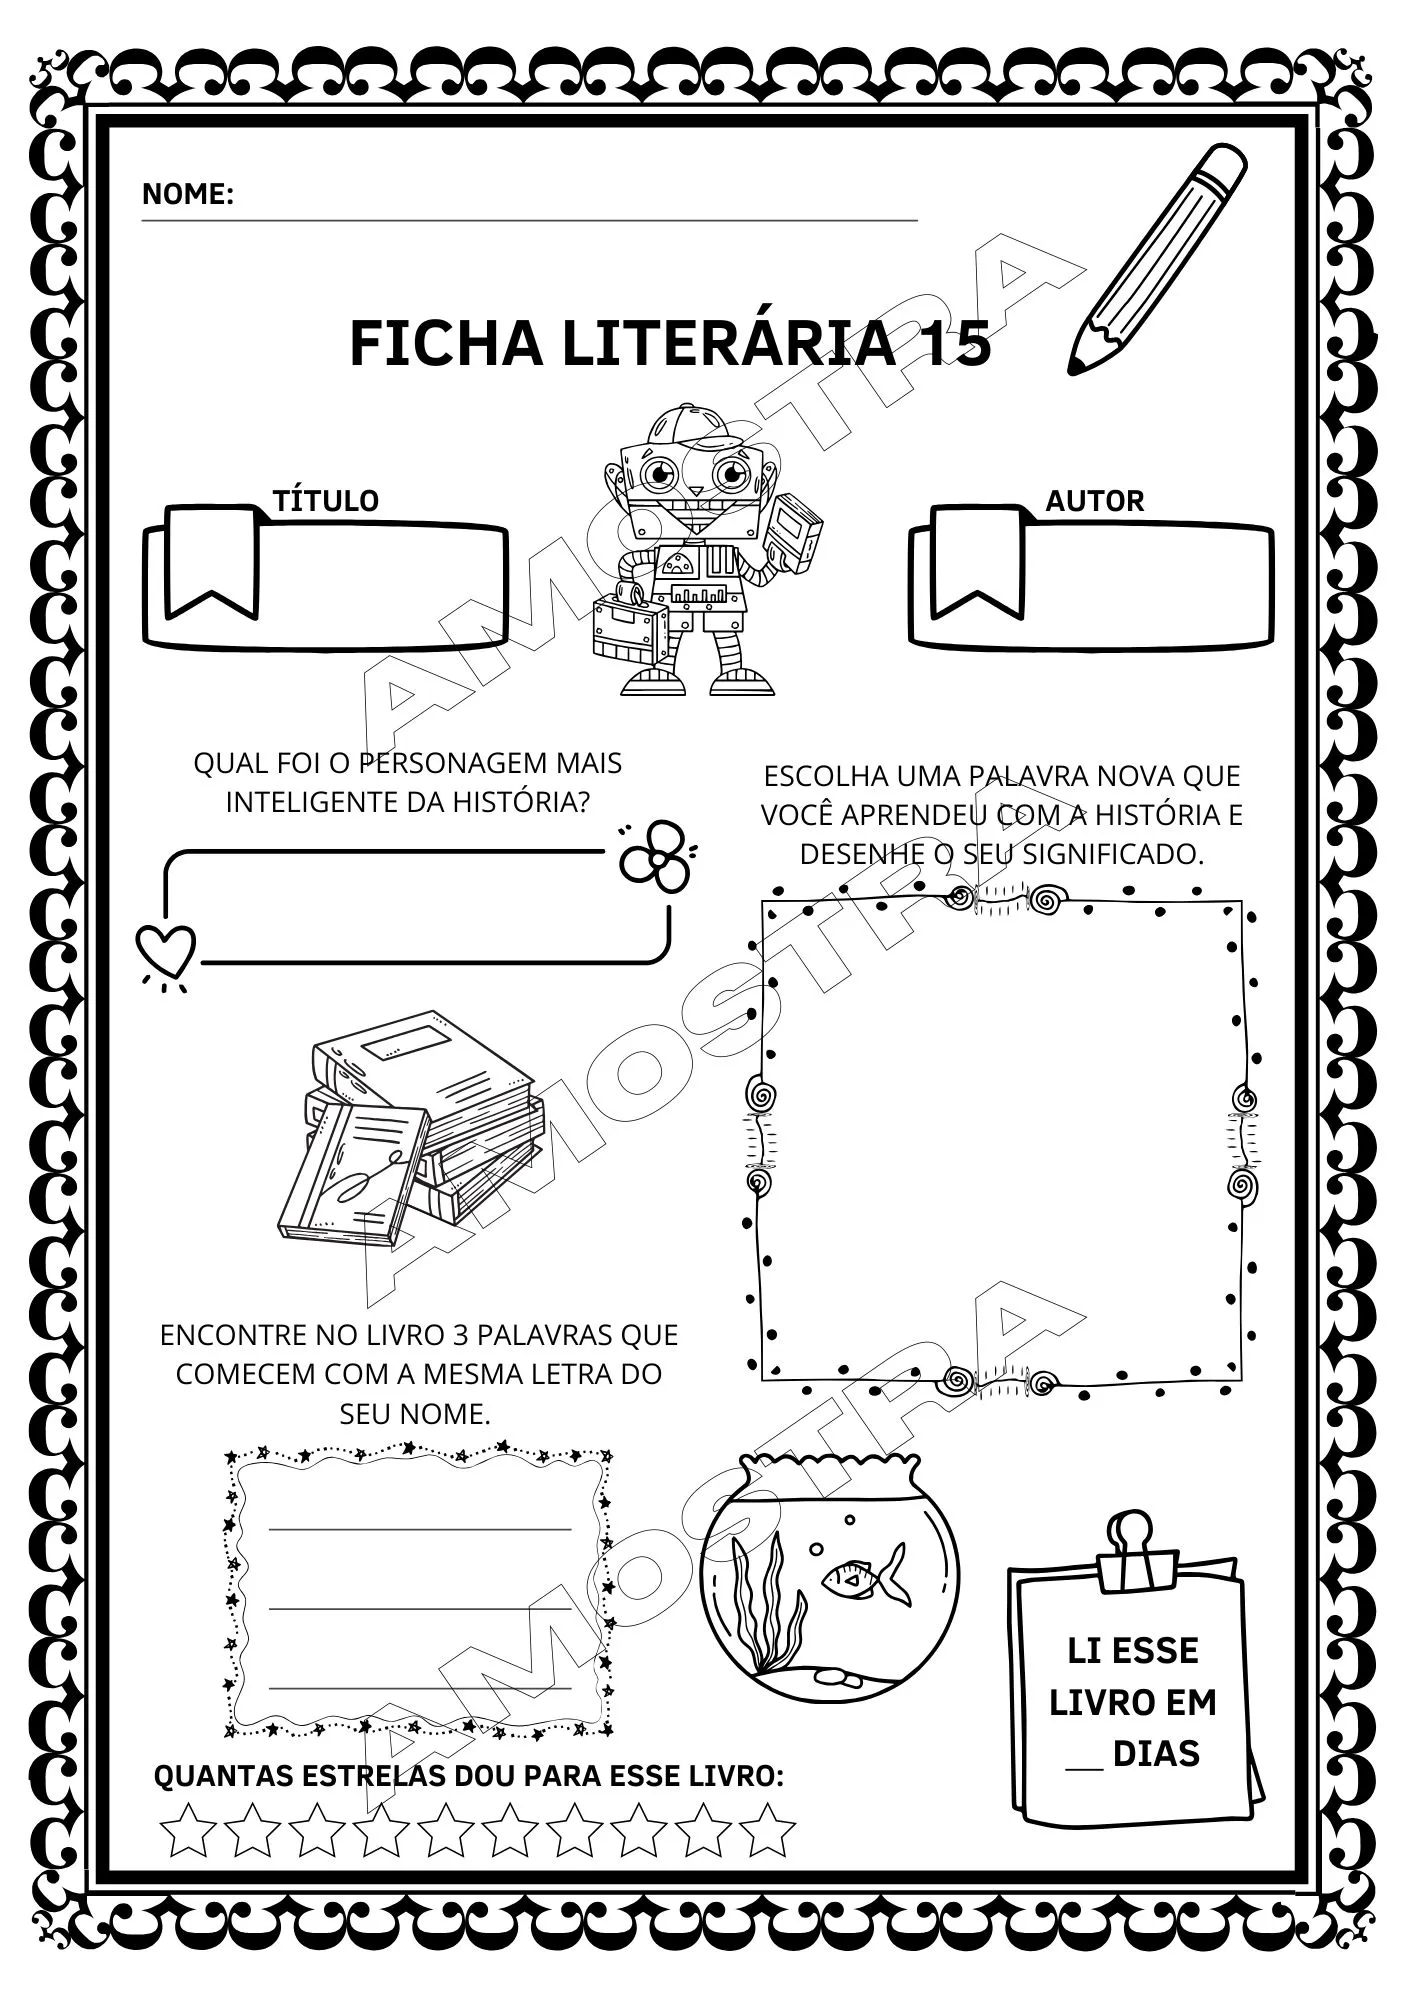 NOME:
FICHA LITERÁRIA 15
TÍTULO
AUTOR
QUAL FOI O PERSONAGEM MAIS
INTELIGENTE DA HISTÓRIA?
ESCOLHA UMA PALAVRA NOVA QUE
VOCÊ APRENDEU COM A HISTÓRIA E
DESENHE O SEU SIGNIFICADO.
ENCONTRE NO LIVRO 3 PALAVRAS QUE
COMECEM COM A MESMA LETRA DO
SEU NOME.
LI ESSE
LIVRO EM
__ DIAS
QUANTAS ESTRELAS DOU PARA ESSE LIVRO:
AMOSTRA
AMOSTRA
AMOSTRA